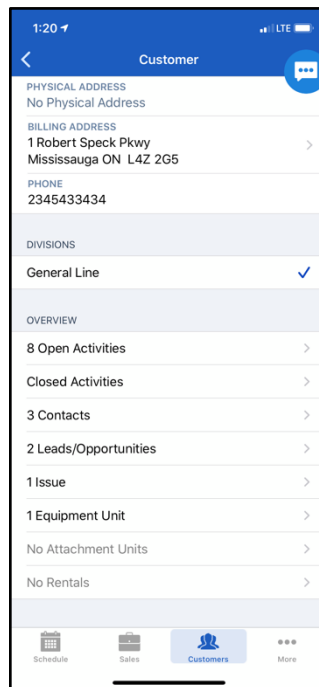 1:20
LTE
Customer
PHYSICAL ADDRESS
No Physical Address
BILLING ADDRESS
1 Robert Speck Pkwy
Mississauga ON L4Z 2G5
PHONE
2345433434
DIVISIONS
General Line
OVERVIEW
8 Open Activities
Closed Activities
3 Contacts
2 Leads/Opportunities
1 Issue
1 Equipment Unit
No Attachment Units
No Rentals
Schedule
Sales
Customers
More